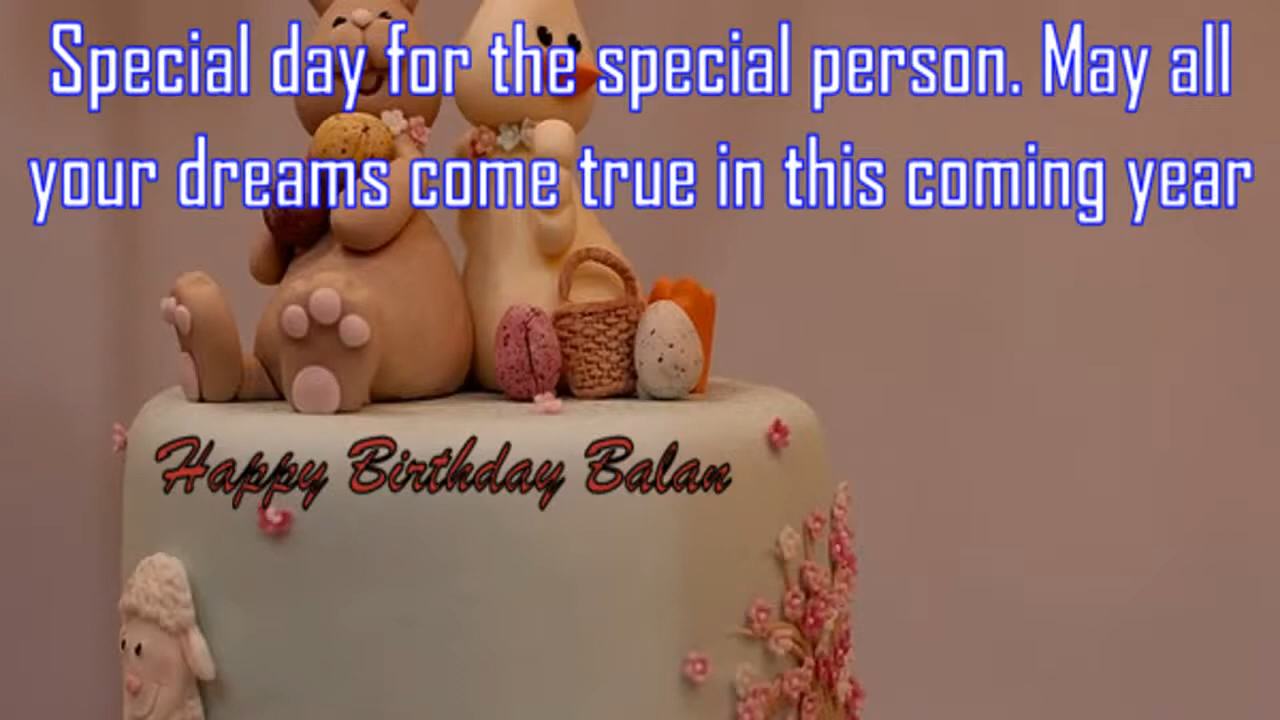 Special day for the special person. May all
your dreams come true in this coming year
Happy Birthday Balan